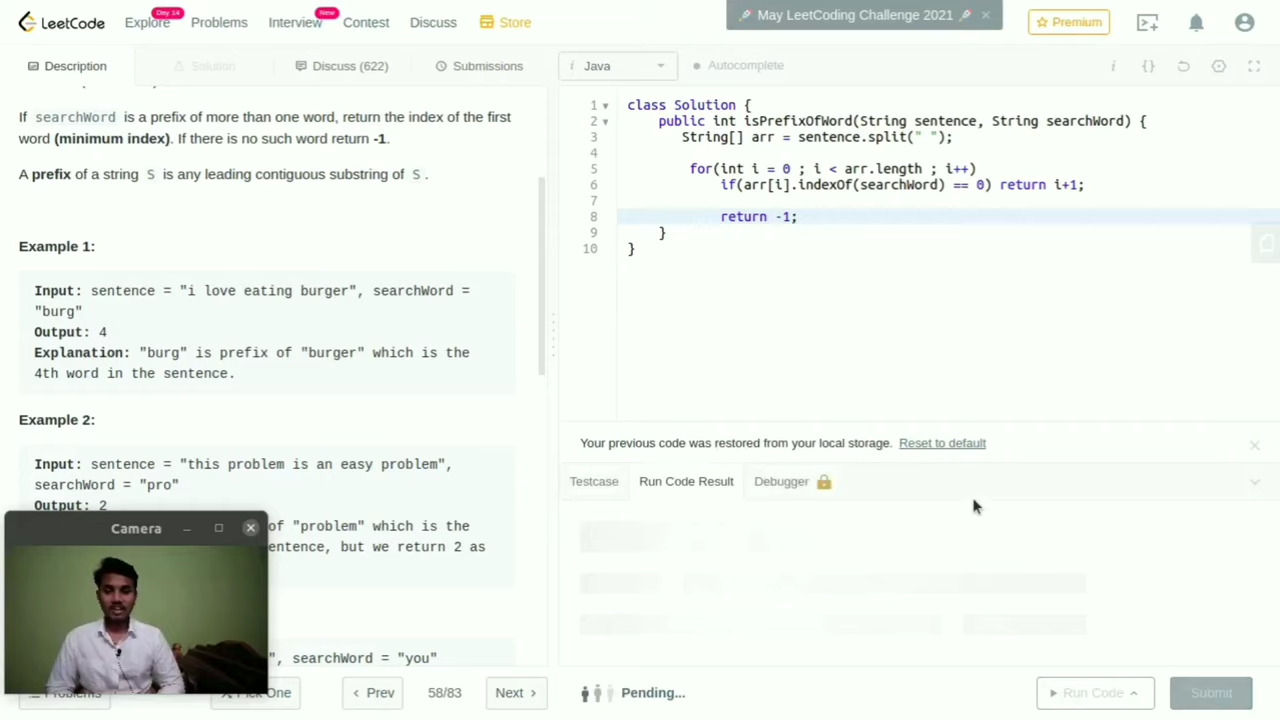 LeetCode
Explore
Day 14
Problems
Interview
New
Contest
Discuss
Store
May LeetCoding Challenge 2021
Premium
Description
Solution
Discuss (622)
Submissions
i Java
Autocomplete
If searchWord is a prefix of more than one word, return the index of the first
word (minimum index). If there is no such word return -1.
A prefix of a string S is any leading contiguous substring of S .
Example 1:
Input: sentence = "i love eating burger", searchWord =
"burg"
Output: 4
Explanation: "burg" is prefix of "burger" which is the
4th word in the sentence.
Example 2:
Input: sentence = "this problem is an easy problem",
searchWord = "pro"
Output: 2
of "problem" which is the
entence, but we return 2 as
", searchWord = "you"
Camera
Problems
Pick One
Prev
58/83
Next
1 class Solution {
2 public int isPrefixOfWord(String sentence, String searchWord) {
3 String[] arr = sentence.split(" ");
4
5 for(int i = 0 ; i < arr.length ; i++)
6 if(arr[i].indexOf(searchWord) == 0) return i+1;
7
8 return -1;
9 }
10 }
Your previous code was restored from your local storage. Reset to default
Testcase
Run Code Result
Debugger
Pending...
Run Code
Submit